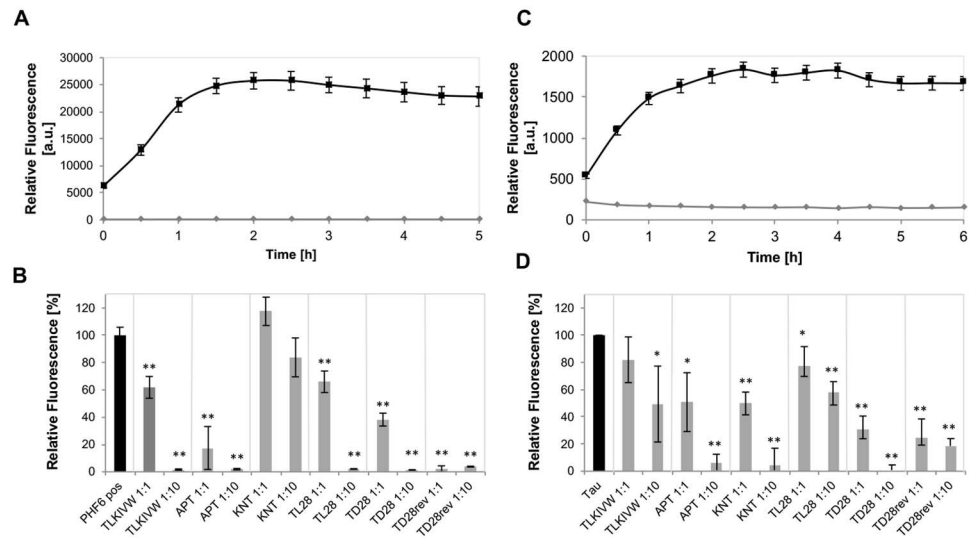 A
Relative Fluorescence [a.u.]
30000
25000
20000
15000
10000
5000
0
0 1 2 3 4 5
Time [h]
C
Relative Fluorescence [a.u.]
2000
1500
1000
500
0
0 1 2 3 4 5 6
Time [h]
B
Relative Fluorescence [%]
120
100
80
60
40
20
0
** ** ** ** ** ** ** ** ** **
PHF6 pos
TLKIVW 1:1
TLKIVW 1:10
APT 1:1
APT 1:10
KNT 1:1
KNT 1:10
TL28 1:1
TL28 1:10
TD28 1:1
TD28 1:10
TD28rev 1:1
TD28rev 1:10
D
Relative Fluorescence [%]
120
100
80
60
40
20
0
* * ** ** ** * ** ** ** ** **
Tau
TLKIVW 1:1
TLKIVW 1:10
APT 1:1
APT 1:10
KNT 1:1
KNT 1:10
TL28 1:1
TL28 1:10
TD28 1:1
TD28 1:10
TD28rev 1:1
TD28rev 1:10